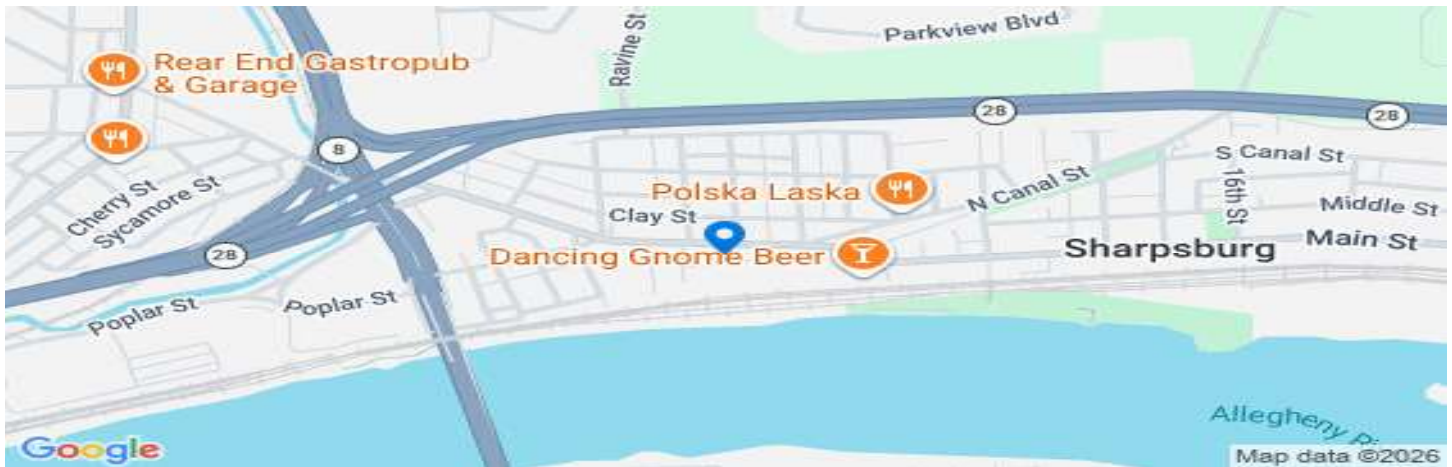 Parkview Blvd
Ravine St
Rear End Gastropub
& Garage
28
28
8
S Canal St
Polska Laska
16th St
N Canal St
Cherry St
Sycamore St
Clay St
Middle St
Main St
Sharpsburg
28
Dancing Gnome Beer
Poplar St
Poplar St
Allegheny
Google
Map data ©2026